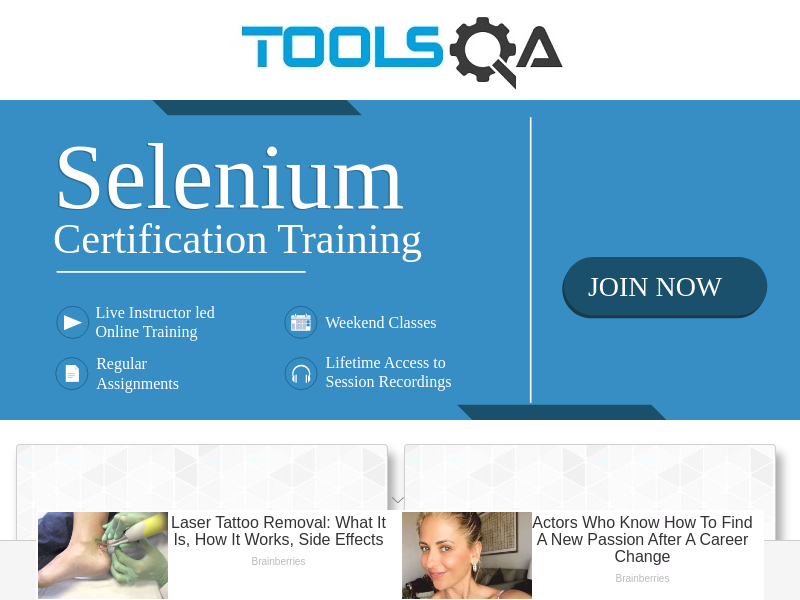 TOOLSQA
Selenium
Certification Training
JOIN NOW
Live Instructor led
Online Training
Weekend Classes
Regular
Assignments
Lifetime Access to
Session Recordings
Laser Tattoo Removal: What It
Is, How It Works, Side Effects
Brainberries
Actors Who Know How To Find
A New Passion After A Career
Change
Brainberries